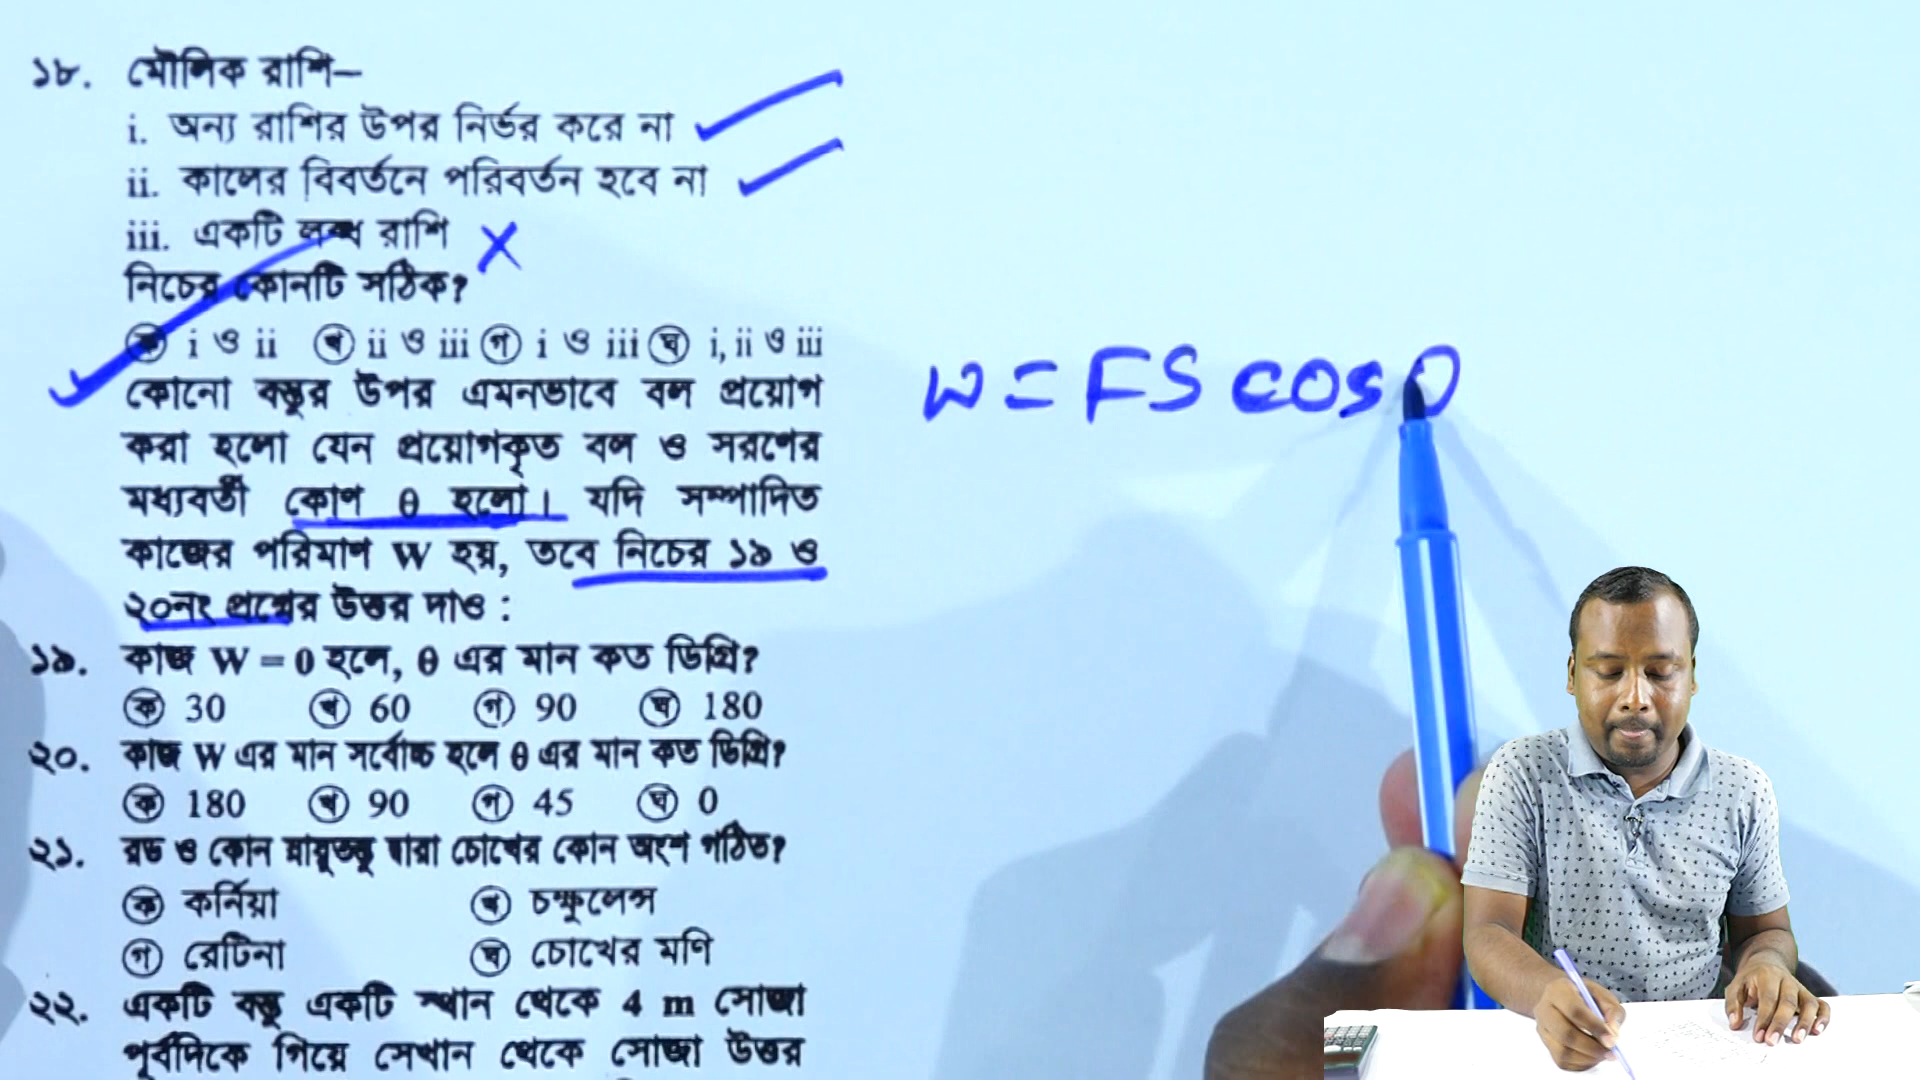 ১৮. মৌলিক রাশি—
i. অন্য রাশির উপর নির্ভর করে না
ii. কালের বিবর্তনে পরিবর্তন হবে না
iii. একটি লব্ধ রাশি
নিচের কোনটি সঠিক?
ক i ও ii খ ii ও iii গ i ও iii ঘ i, ii ও iii
কোনো বস্তুর উপর এমনভাবে বল প্রয়োগ
করা হলো যেন প্রয়োগকৃত বল ও সরণের
মধ্যবর্তী কোণ θ হলো। যদি সম্পাদিত
কাজের পরিমাণ W হয়, তবে নিচের ১৯ ও
২০নং প্রশ্নের উত্তর দাও :
১৯. কাজ W = 0 হলে, θ এর মান কত ডিগ্রি?
ক 30 খ 60 গ 90 ঘ 180
২০. কাজ W এর মান সর্বোচ্চ হলে θ এর মান কত ডিগ্রি?
ক 180 খ 90 গ 45 ঘ 0
২১. রড ও কোন স্নায়ুতন্তু দ্বারা চোখের কোন অংশ গঠিত?
ক কর্নিয়া খ চক্ষুলেন্স
গ রেটিনা ঘ চোখের মণি
২২. একটি বস্তু একটি স্থান থেকে 4 m সোজা
পূর্বদিকে গিয়ে সেখান থেকে সোজা উত্তর
W = FS cos